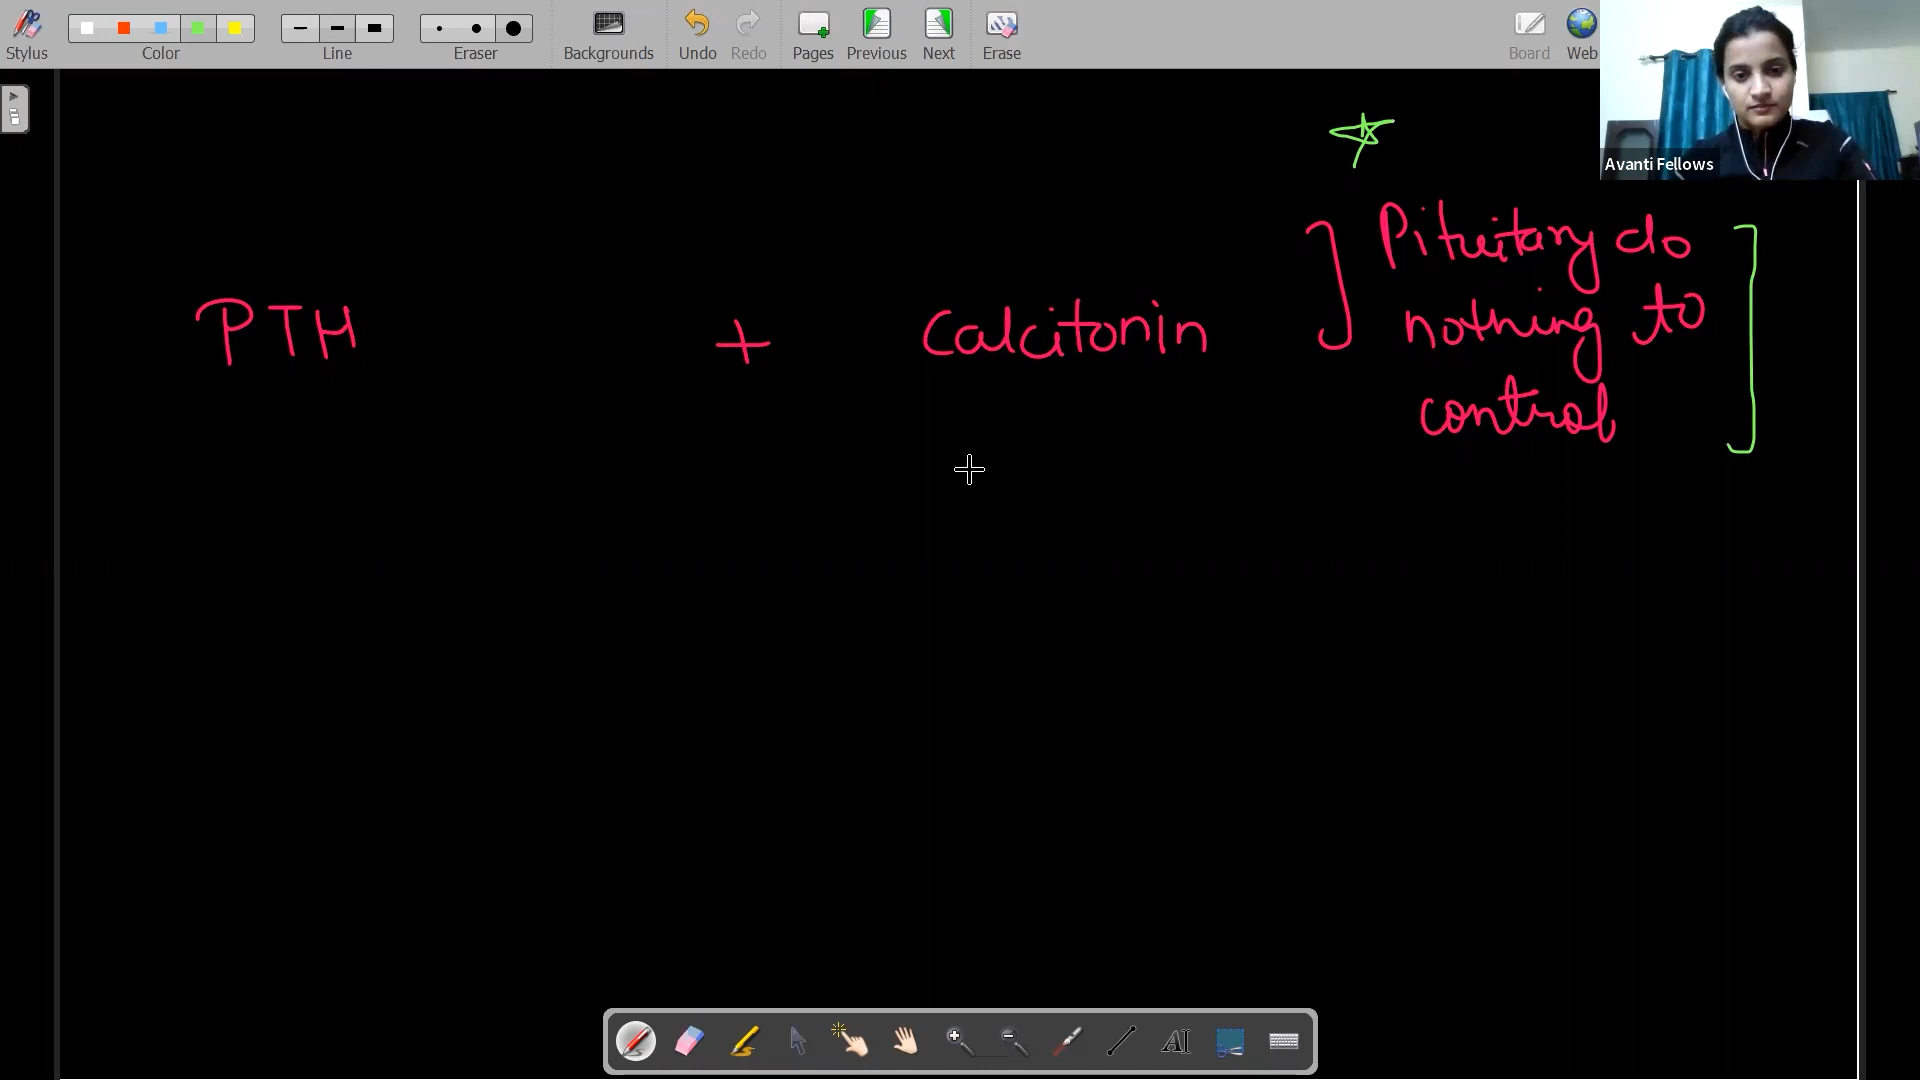 Stylus Color Line Eraser Backgrounds Undo Redo Pages Previous Next Erase Board Web
Avanti Fellows
PTH + Calcitonin
Pituitary do
nothing to
control
AI